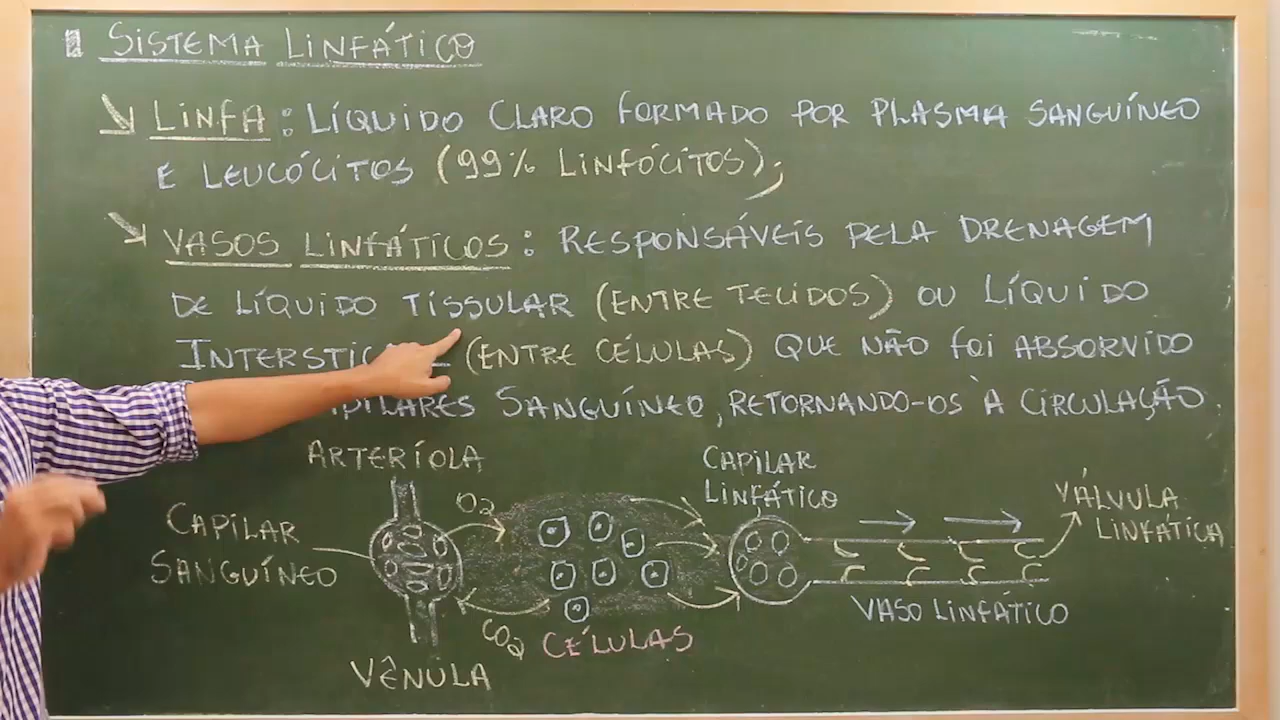 SISTEMA LINFÁTICO
LINFA: LÍQUIDO CLARO FORMADO POR PLASMA SANGUÍNEO
E LEUCÓCITOS (99% LINFÓCITOS);
VASOS LINFÁTICOS: RESPONSÁVEIS PELA DRENAGEM
DE LÍQUIDO TISSULAR (ENTRE TECIDOS) OU LÍQUIDO
(ENTRE CÉLULAS) QUE NÃO FOI ABSORVIDO
SANGUÍNEO, RETORNANDO-OS À CIRCULAÇÃO.
ARTERÍOLA
CAPILAR
SANGUÍNEO
O2
CO2
VÊNULA
CÉLULAS
CAPILAR
LINFÁTICO
VÁLVULA
LINFÁTICA
VASO LINFÁTICO